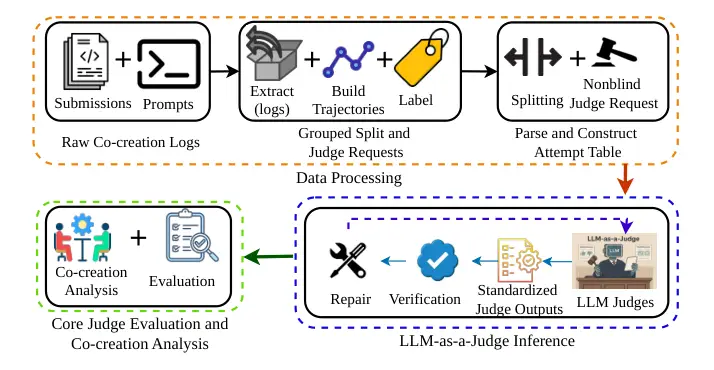 Submissions
Prompts
Raw Co-creation Logs
Extract
(logs)
Build
Trajectories
Label
Grouped Split and
Judge Requests
Splitting
Nonblind
Judge Request
Parse and Construct
Attempt Table
Data Processing
Co-creation
Analysis
Evaluation
Core Judge Evaluation and
Co-creation Analysis
Repair
Verification
Standardized
Judge Outputs
LLM-as-a-Judge
LLM
LLM Judges
LLM-as-a-Judge Inference